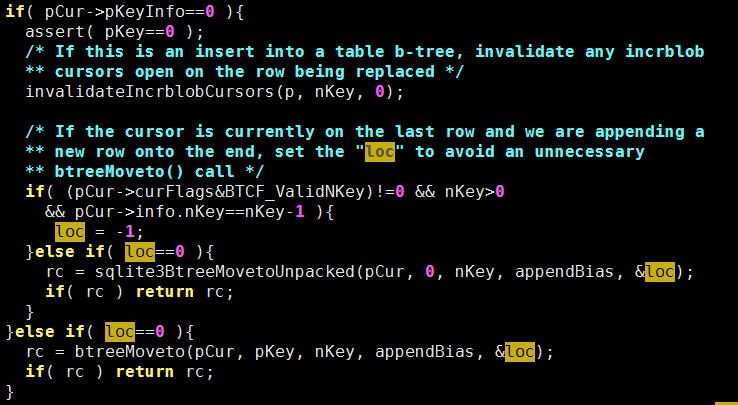 if( pCur->pKeyInfo==0 ){
  assert( pKey==0 );
  /* If this is an insert into a table b-tree, invalidate any incrblob
  ** cursors open on the row being replaced */
  invalidateIncrblobCursors(p, nKey, 0);

  /* If the cursor is currently on the last row and we are appending a
  ** new row onto the end, set the "loc" to avoid an unnecessary
  ** btreeMoveto() call */
  if( (pCur->curFlags&BTCF_ValidNKey)!=0 && nKey>0
    && pCur->info.nKey==nKey-1 ){
     loc = -1;
  }else if( loc==0 ){
    rc = sqlite3BtreeMovetoUnpacked(pCur, 0, nKey, appendBias, &loc);
    if( rc ) return rc;
  }
}else if( loc==0 ){
  rc = btreeMoveto(pCur, pKey, nKey, appendBias, &loc);
  if( rc ) return rc;
}